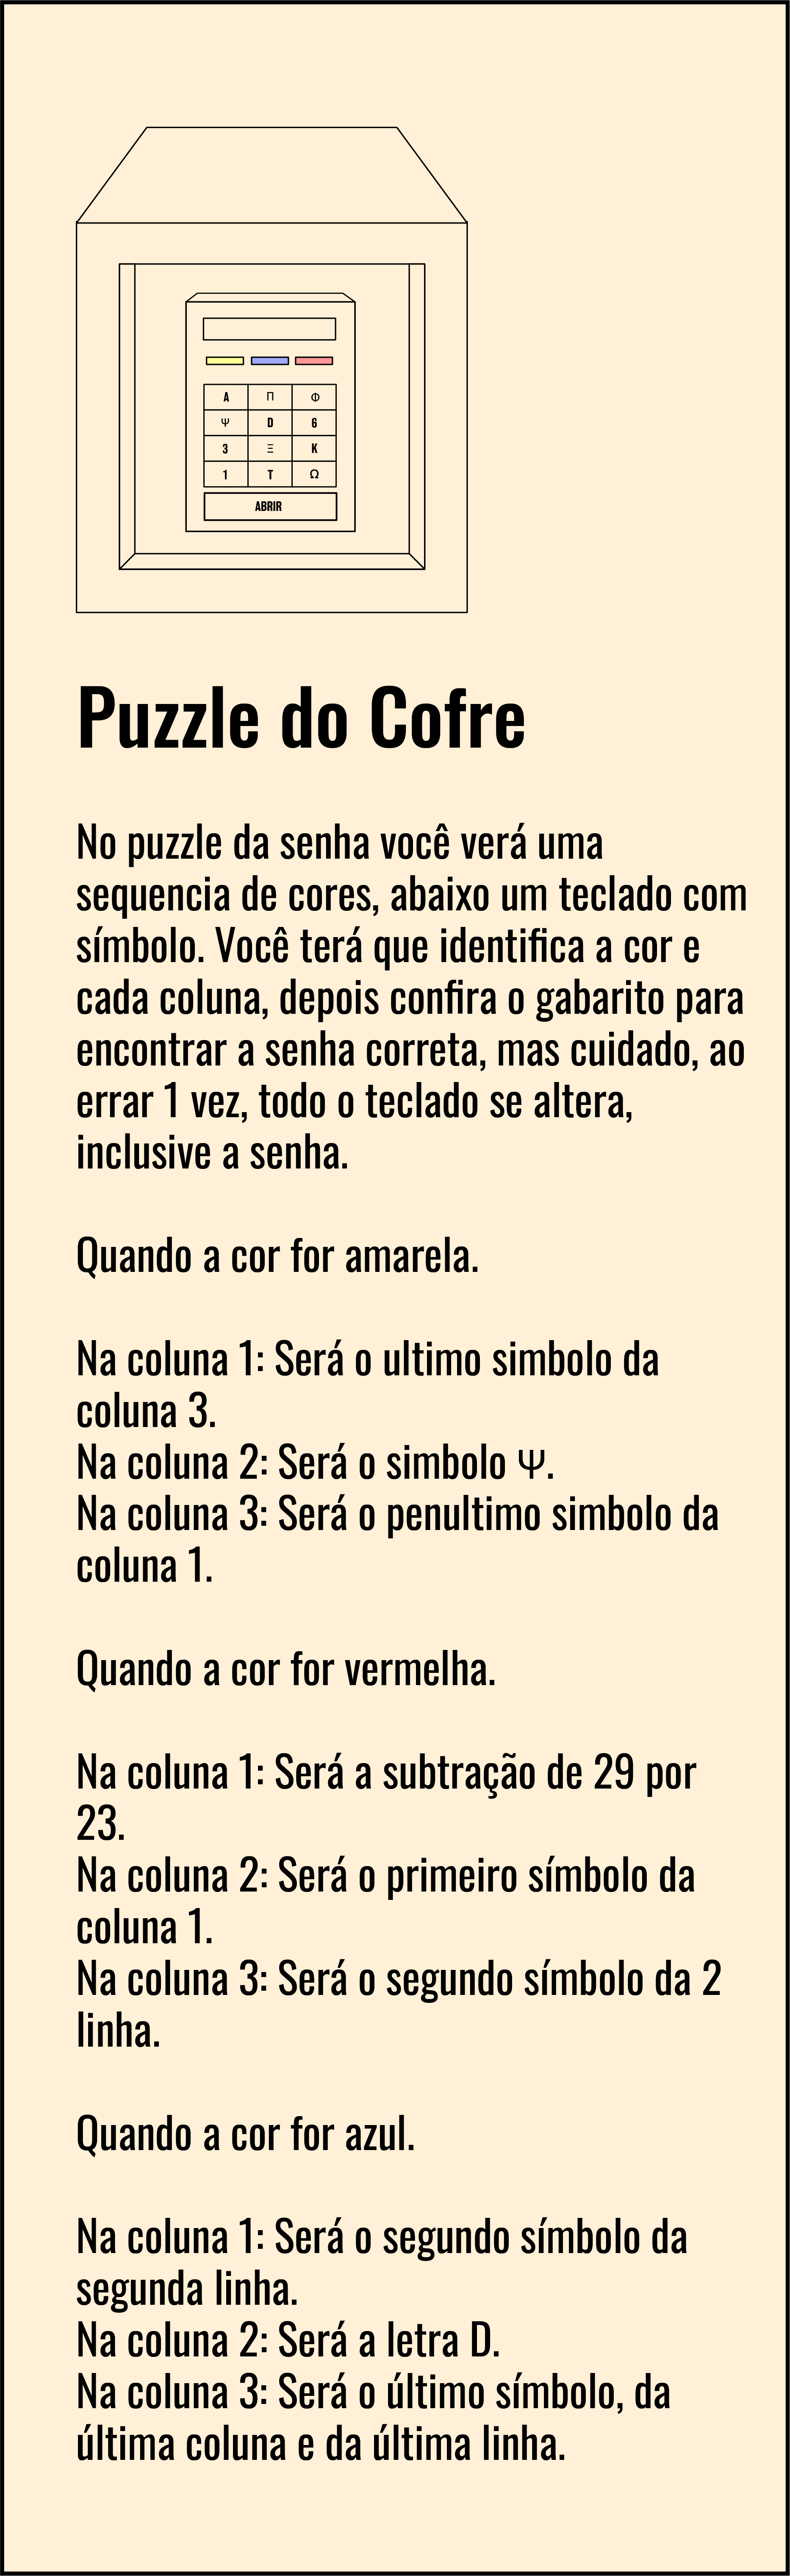 A Π Φ
Ψ D 6
3 Ξ K
1 T Ω
ABRIR
Puzzle do Cofre
No puzzle da senha você verá uma
sequencia de cores, abaixo um teclado com
símbolo. Você terá que identifica a cor e
cada coluna, depois confira o gabarito para
encontrar a senha correta, mas cuidado, ao
errar 1 vez, todo o teclado se altera,
inclusive a senha.
Quando a cor for amarela.
Na coluna 1: Será o ultimo simbolo da
coluna 3.
Na coluna 2: Será o simbolo Ψ.
Na coluna 3: Será o penultimo simbolo da
coluna 1.
Quando a cor for vermelha.
Na coluna 1: Será a subtração de 29 por
23.
Na coluna 2: Será o primeiro símbolo da
coluna 1.
Na coluna 3: Será o segundo símbolo da 2
linha.
Quando a cor for azul.
Na coluna 1: Será o segundo símbolo da
segunda linha.
Na coluna 2: Será a letra D.
Na coluna 3: Será o último símbolo, da
última coluna e da última linha.